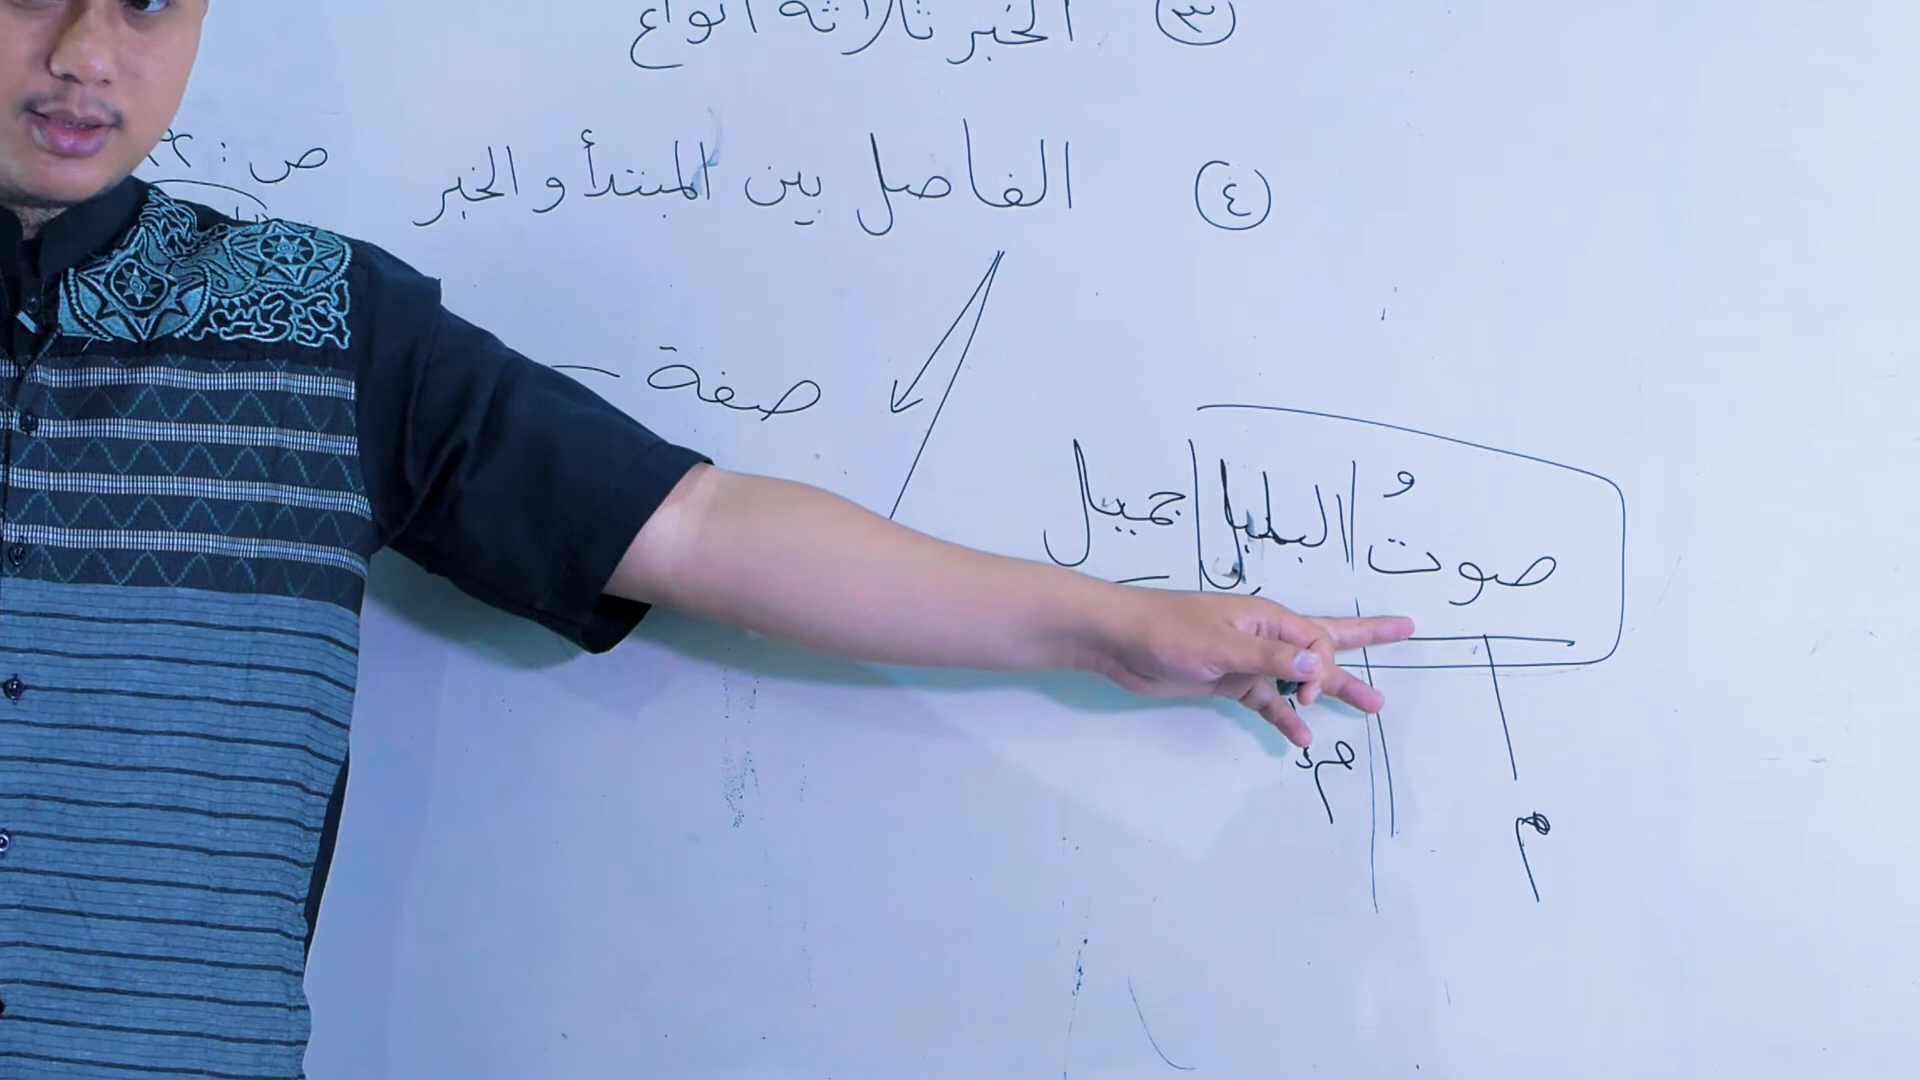 ٣ الخبر ثلاثة أنواع
٤ الفاصل بين المبتدأ و الخبر
ص :
صفة
صوتُ البلبلِ جميل
م